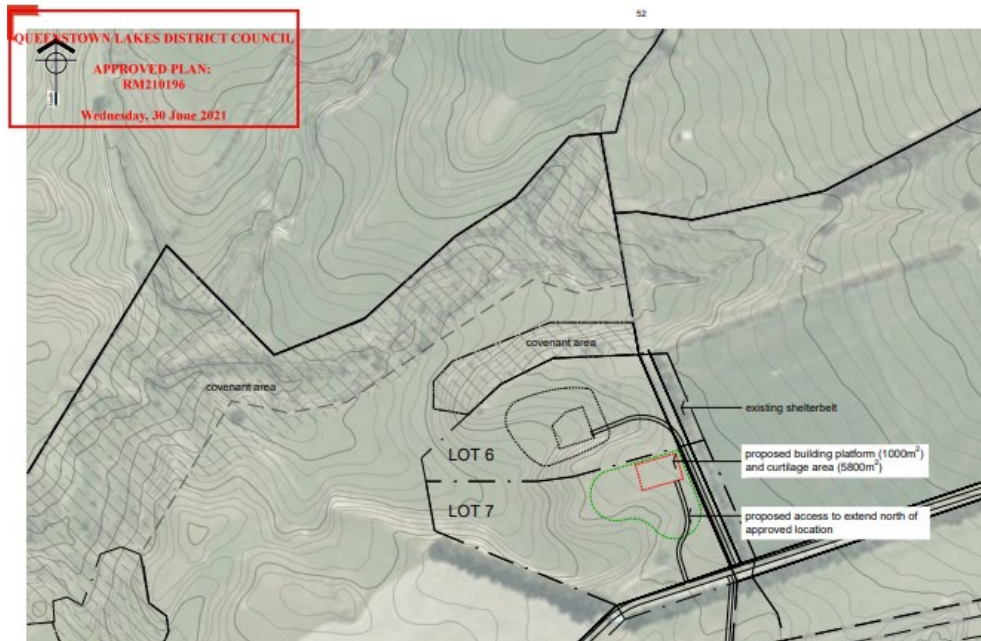 52
QUEENSTOWN LAKES DISTRICT COUNCIL
APPROVED PLAN:
RM210196
Wednesday, 30 June 2021
covenant area
covenant area
existing shelterbelt
LOT 6
proposed building platform (1000m²)
and curtilage area (5800m²)
LOT 7
proposed access to extend north of
approved location